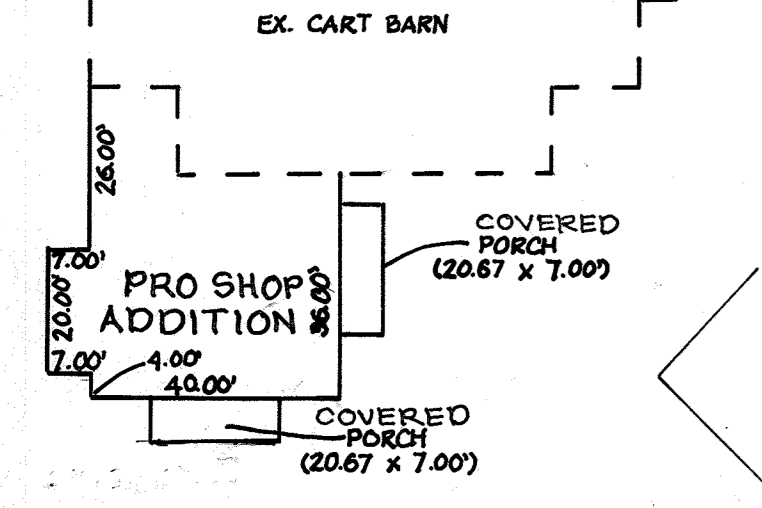 EX. CART BARN
26.00'
COVERED
PORCH
(20.67 x 7.00')
7.00'
20.00'
PRO SHOP
ADDITION
36.00'
7.00'
4.00'
40.00'
COVERED
PORCH
(20.67 x 7.00')